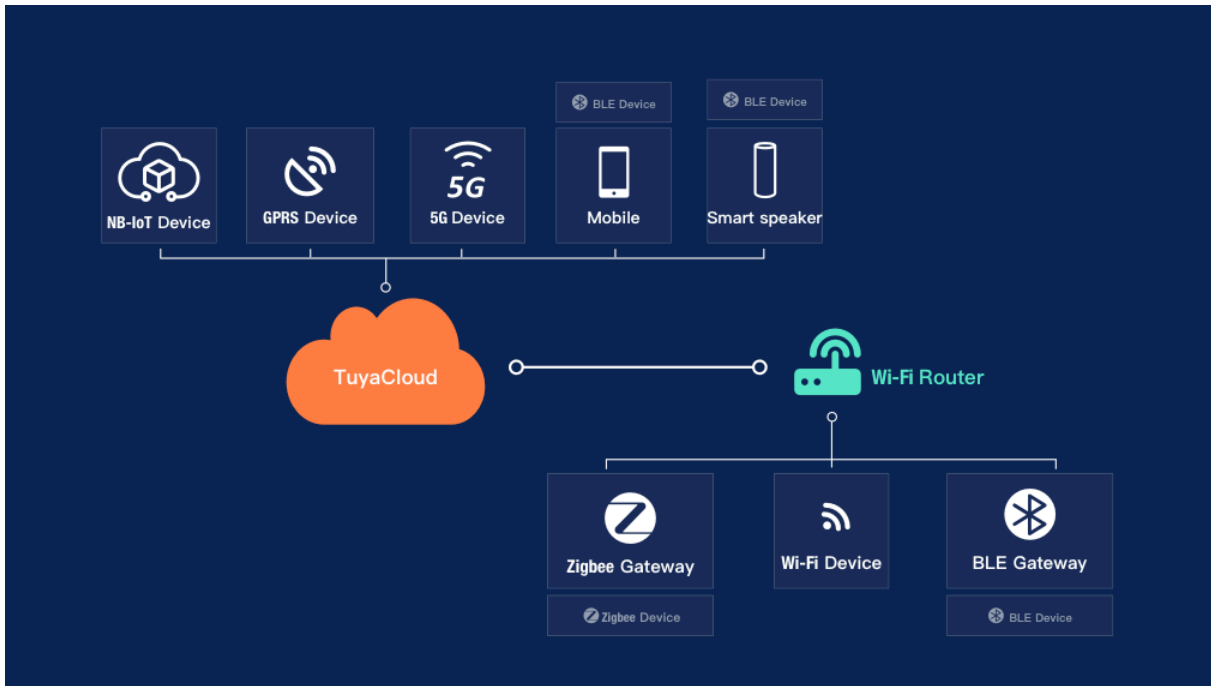 BLE Device
BLE Device
5G
NB-IoT Device
GPRS Device
5G Device
Mobile
Smart speaker
TuyaCloud
Wi-Fi Router
Zigbee Gateway
Wi-Fi Device
BLE Gateway
Zigbee Device
BLE Device